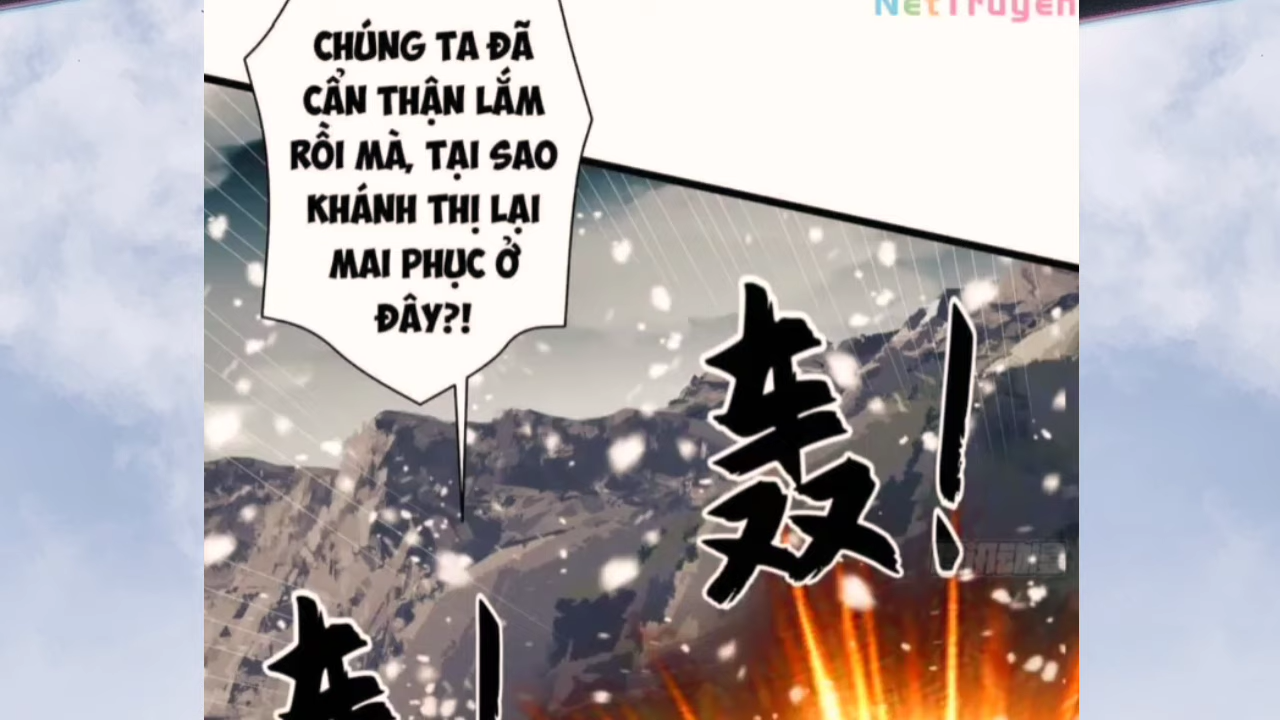 NetTruyen
CHÚNG TA ĐÃ
CẨN THẬN LẮM
RỒI MÀ, TẠI SAO
KHÁNH THỊ LẠI
MAI PHỤC Ở
ĐÂY?!
轰!